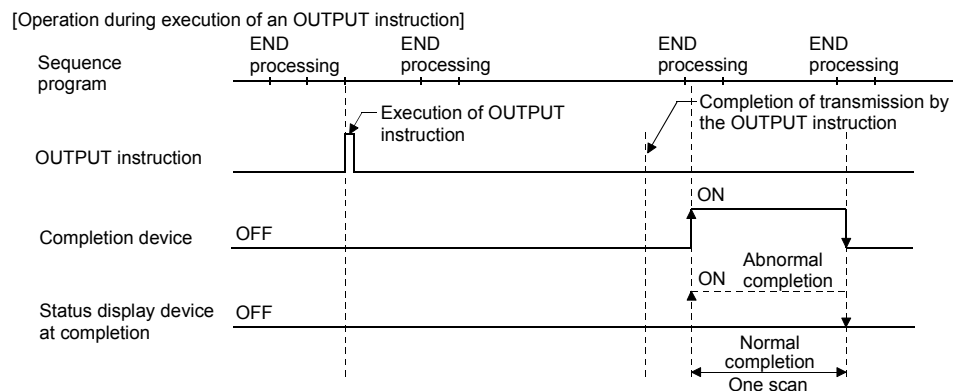 [Operation during execution of an OUTPUT instruction]
END processing
END processing
END processing
END processing
Sequence program
Execution of OUTPUT instruction
Completion of transmission by the OUTPUT instruction
OUTPUT instruction
ON
Completion device
OFF
Abnormal completion
ON
Status display device at completion
OFF
Normal completion
One scan